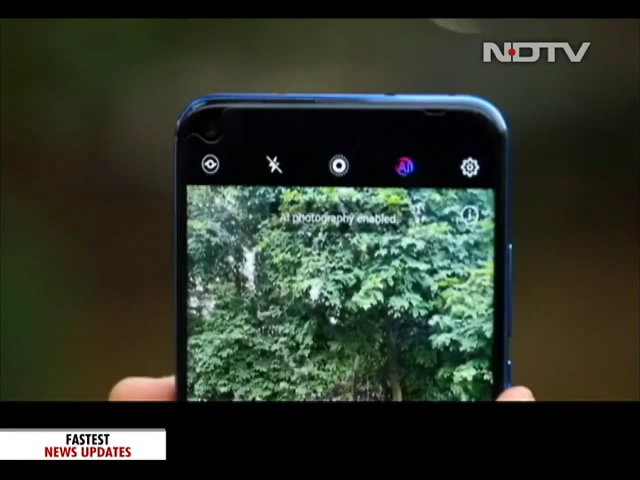 NDTV
AI
AI photography enabled
FASTEST
NEWS UPDATES